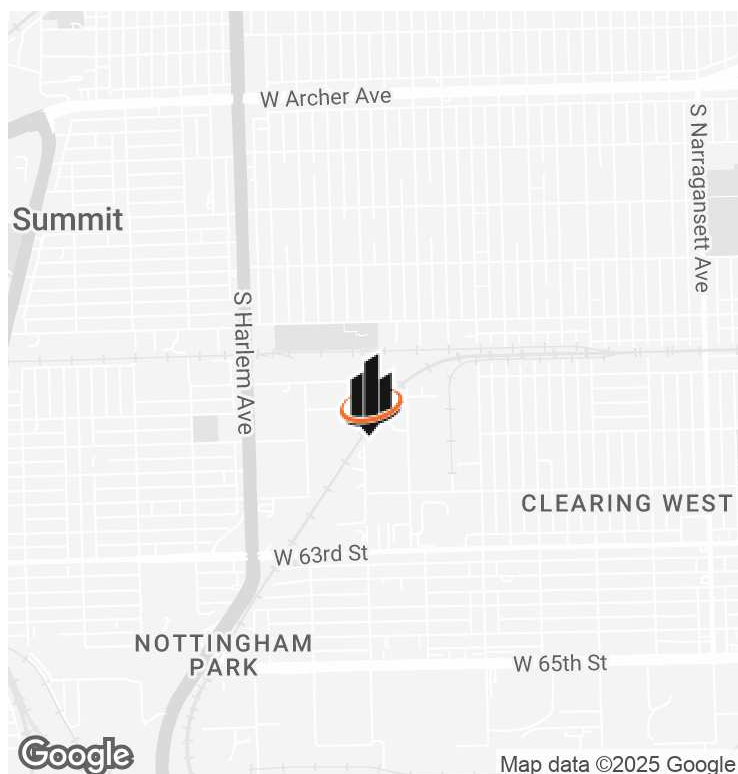 W Archer Ave
S Narragansett Ave
Summit
S Harlem Ave
CLEARING WEST
W 63rd St
NOTTINGHAM
PARK
W 65th St
Google
Map data ©2025 Google